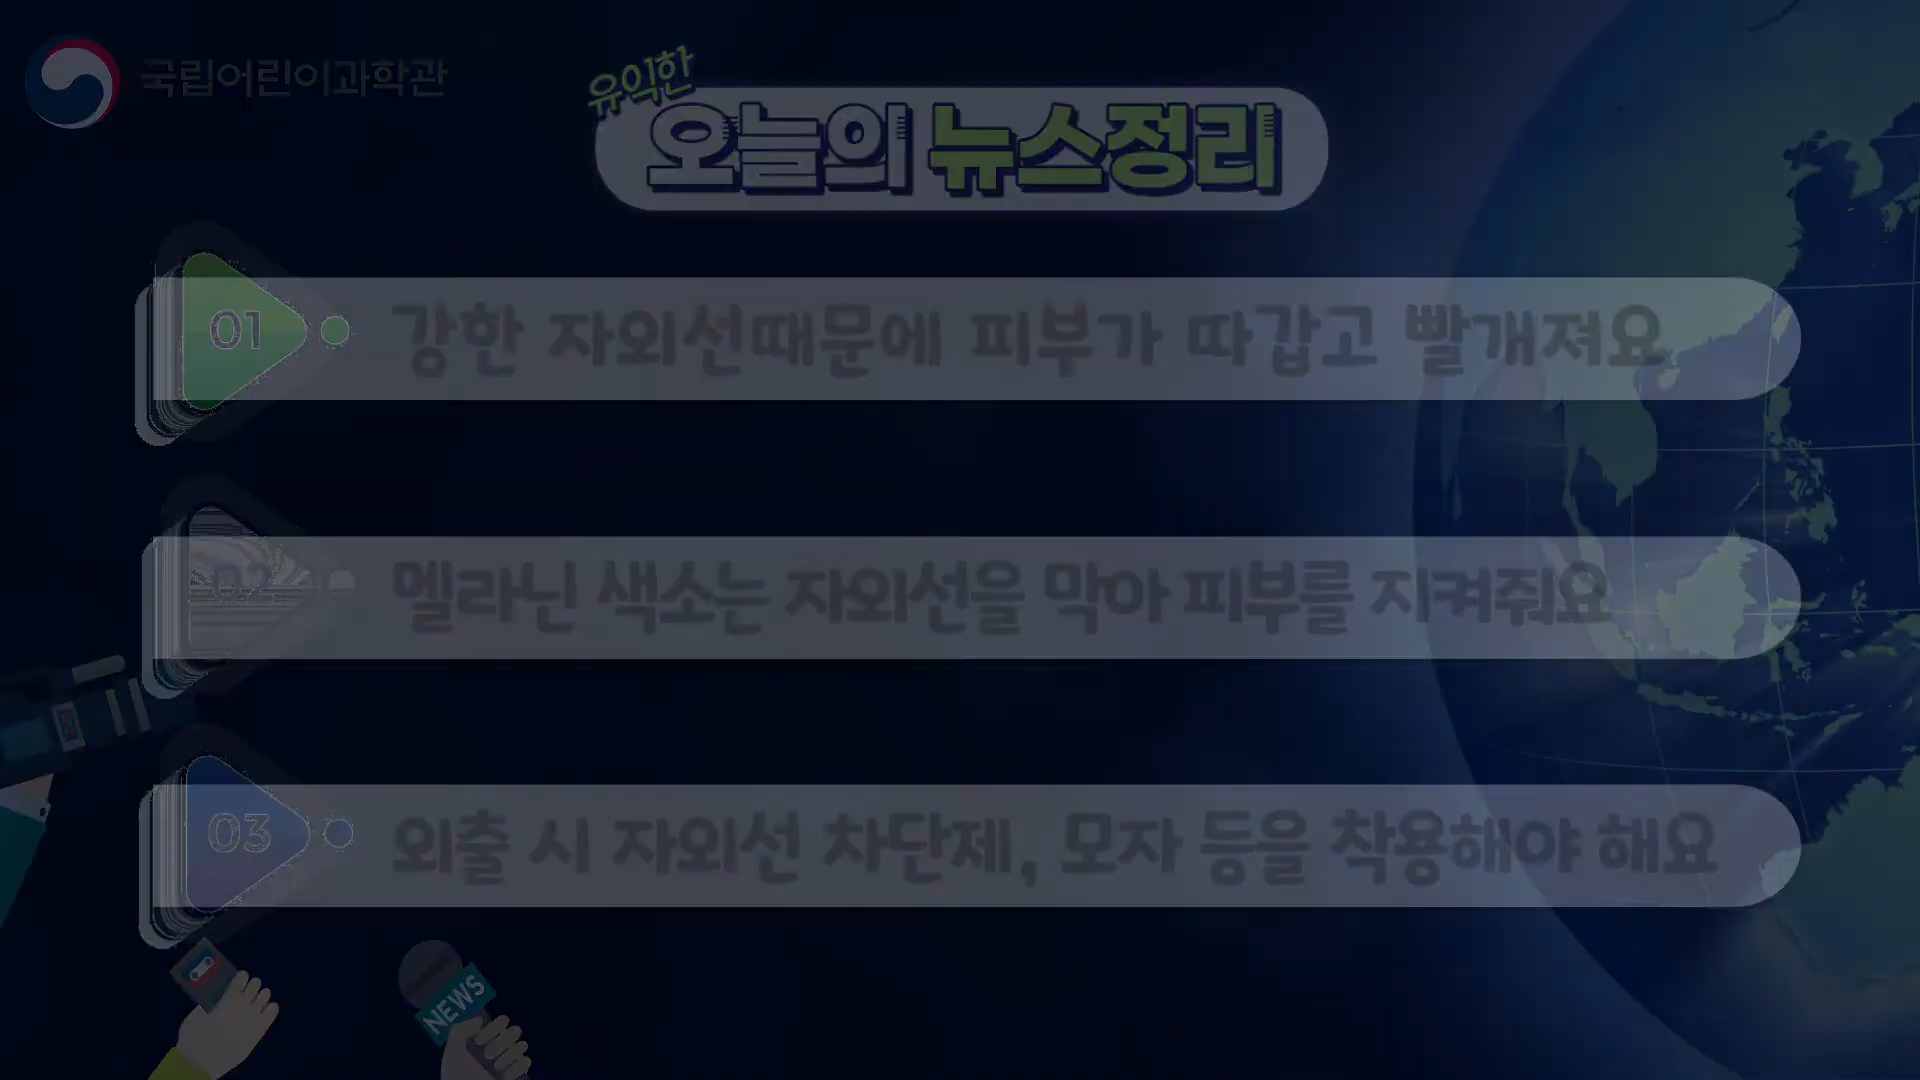 국립어린이과학관
유익한
오늘의 뉴스정리
01 강한 자외선때문에 피부가 따갑고 빨개져요
02 멜라닌 색소는 자외선을 막아 피부를 지켜줘요
03 외출 시 자외선 차단제, 모자 등을 착용해야 해요
NEWS